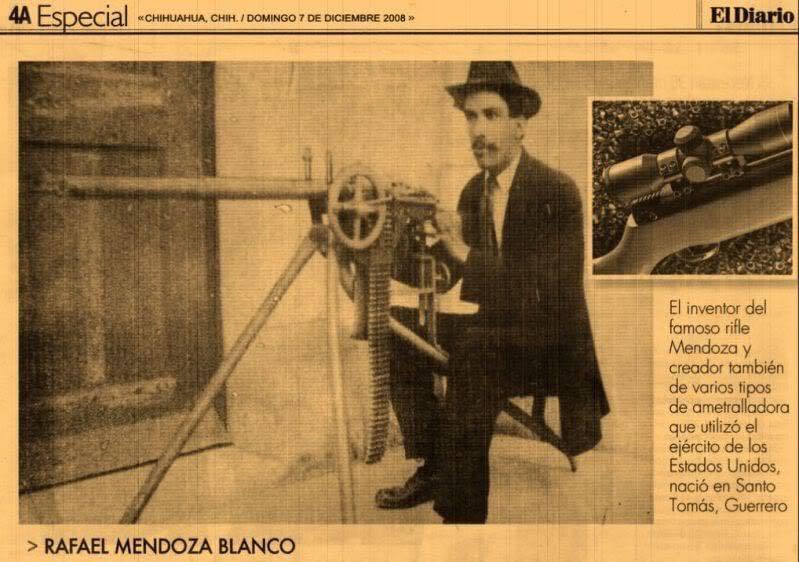 4A Especial «CHIHUAHUA, CHIH. / DOMINGO 7 DE DICIEMBRE 2008 » El Diario
El inventor del
famoso rifle
Mendoza y
creador también
de varios tipos
de ametralladora
que utilizó el
ejército de los
Estados Unidos,
nació en Santo
Tomás, Guerrero
> RAFAEL MENDOZA BLANCO